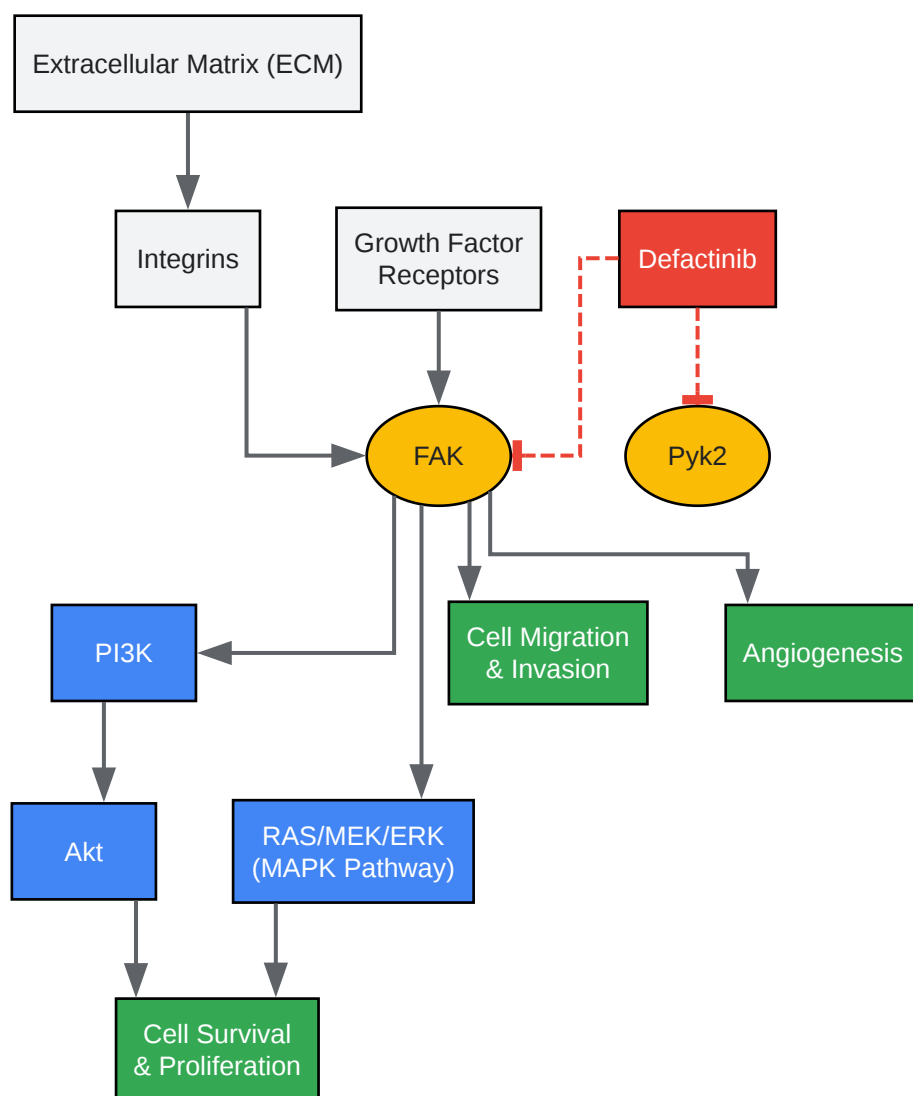 Extracellular Matrix (ECM)
Integrins
Growth Factor
Receptors
Defactinib
FAK
Pyk2
PI3K
Cell Migration
& Invasion
Angiogenesis
Akt
RAS/MEK/ERK
(MAPK Pathway)
Cell Survival
& Proliferation